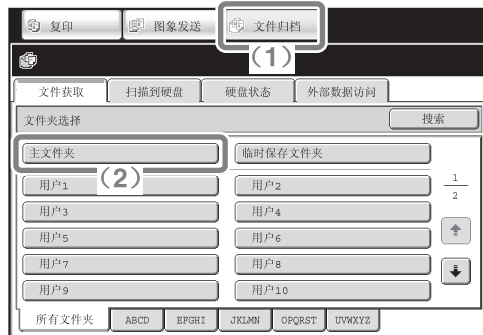 复印 图象发送 文件归档
(1)
文件获取 扫描到硬盘 硬盘状态 外部数据访问
文件夹选择 搜索
主文件夹 临时保存文件夹
(2)
用户1 用户2
1
2
用户3 用户4
用户5 用户6
用户7 用户8
用户9 用户10
所有文件夹 ABCD EFGHI JKLMN OPQRST UVWXYZ